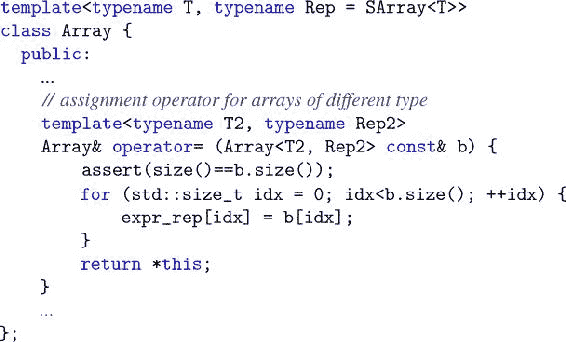 template<typename T, typename Rep = SArray<T>>
class Array {
  public:
    ...
    // assignment operator for arrays of different type
    template<typename T2, typename Rep2>
    Array& operator= (Array<T2, Rep2> const& b) {
        assert(size()==b.size());
        for (std::size_t idx = 0; idx<b.size(); ++idx) {
            expr_rep[idx] = b[idx];
        }
        return *this;
    }
    ...
};